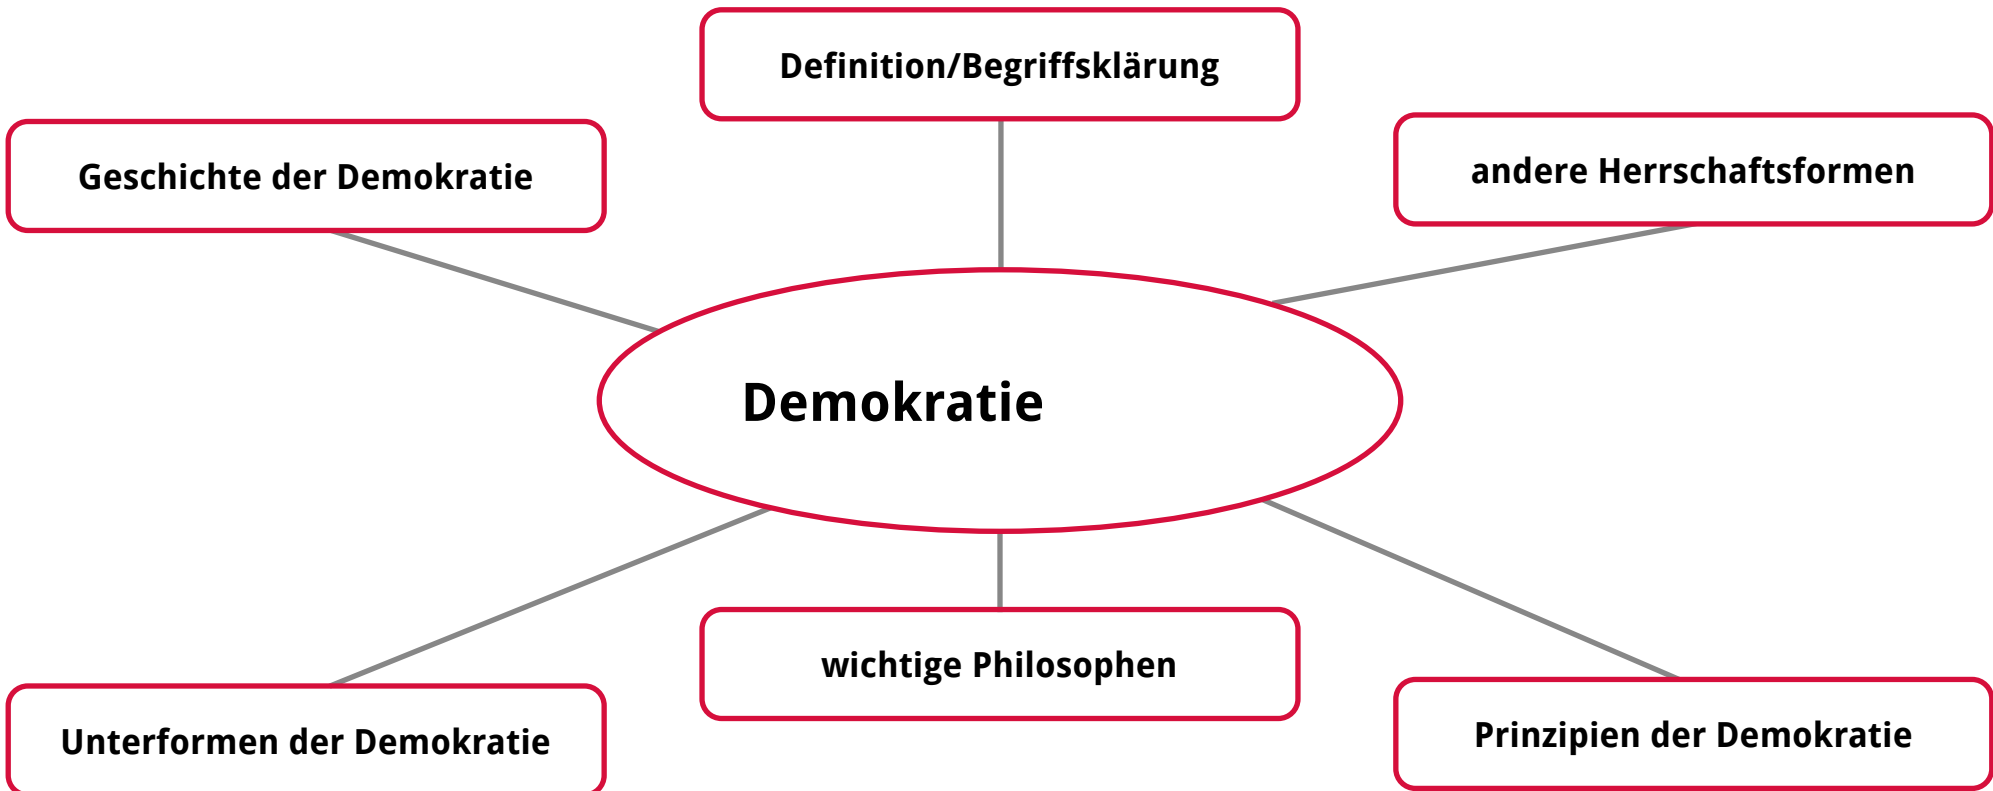 Definition/Begriffsklärung
Geschichte der Demokratie
andere Herrschaftsformen
Demokratie
wichtige Philosophen
Unterformen der Demokratie
Prinzipien der Demokratie